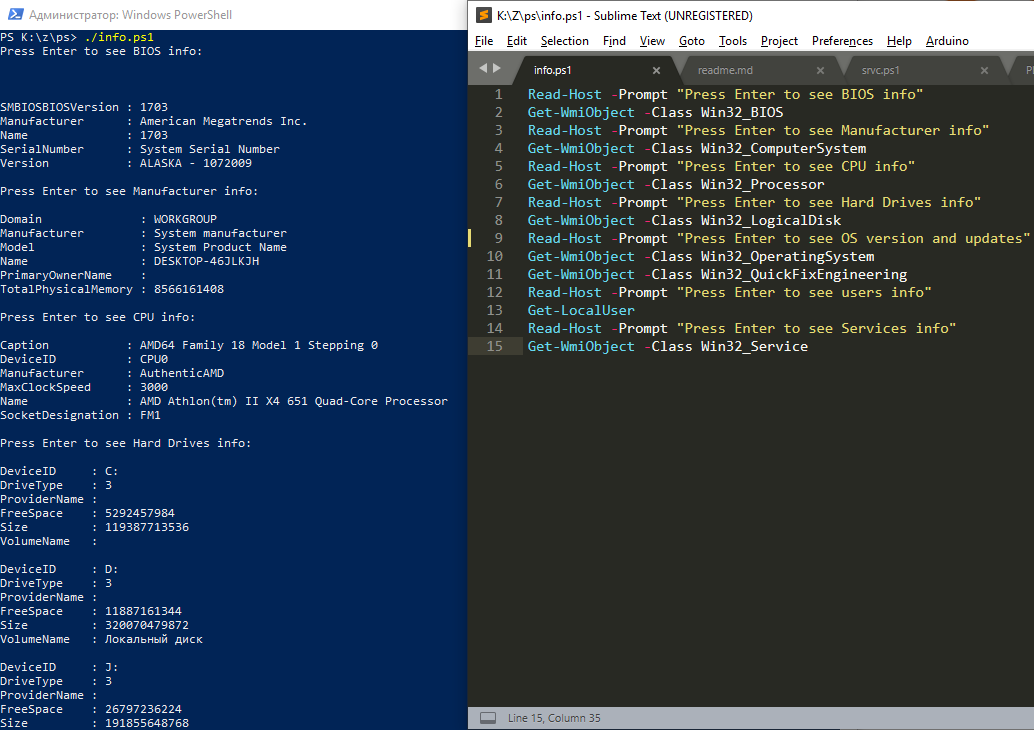 Администратор: Windows PowerShell
PS K:\z\ps> ./info.ps1
Press Enter to see BIOS info:
SMBIOSBIOSVersion : 1703
Manufacturer      : American Megatrends Inc.
Name              : 1703
SerialNumber      : System Serial Number
Version           : ALASKA - 1072009
Press Enter to see Manufacturer info:
Domain              : WORKGROUP
Manufacturer        : System manufacturer
Model               : System Product Name
Name                : DESKTOP-46JLKJH
PrimaryOwnerName    :
TotalPhysicalMemory : 8566161408
Press Enter to see CPU info:
Caption           : AMD64 Family 18 Model 1 Stepping 0
DeviceID          : CPU0
Manufacturer      : AuthenticAMD
MaxClockSpeed     : 3000
Name              : AMD Athlon(tm) II X4 651 Quad-Core Processor
SocketDesignation : FM1
Press Enter to see Hard Drives info:
DeviceID     : C:
DriveType    : 3
ProviderName :
FreeSpace    : 5292457984
Size         : 119387713536
VolumeName   :
DeviceID     : D:
DriveType    : 3
ProviderName :
FreeSpace    : 11887161344
Size         : 320070479872
VolumeName   : Локальный диск
DeviceID     : J:
DriveType    : 3
ProviderName :
FreeSpace    : 26797236224
Size         : 191855648768
K:\Z\ps\info.ps1 - Sublime Text (UNREGISTERED)
File Edit Selection Find View Goto Tools Project Preferences Help Arduino
info.ps1 × readme.md × srvc.ps1 ×
1 Read-Host -Prompt "Press Enter to see BIOS info"
2 Get-WmiObject -Class Win32_BIOS
3 Read-Host -Prompt "Press Enter to see Manufacturer info"
4 Get-WmiObject -Class Win32_ComputerSystem
5 Read-Host -Prompt "Press Enter to see CPU info"
6 Get-WmiObject -Class Win32_Processor
7 Read-Host -Prompt "Press Enter to see Hard Drives info"
8 Get-WmiObject -Class Win32_LogicalDisk
9 Read-Host -Prompt "Press Enter to see OS version and updates"
10 Get-WmiObject -Class Win32_OperatingSystem
11 Get-WmiObject -Class Win32_QuickFixEngineering
12 Read-Host -Prompt "Press Enter to see users info"
13 Get-LocalUser
14 Read-Host -Prompt "Press Enter to see Services info"
15 Get-WmiObject -Class Win32_Service
Line 15, Column 35